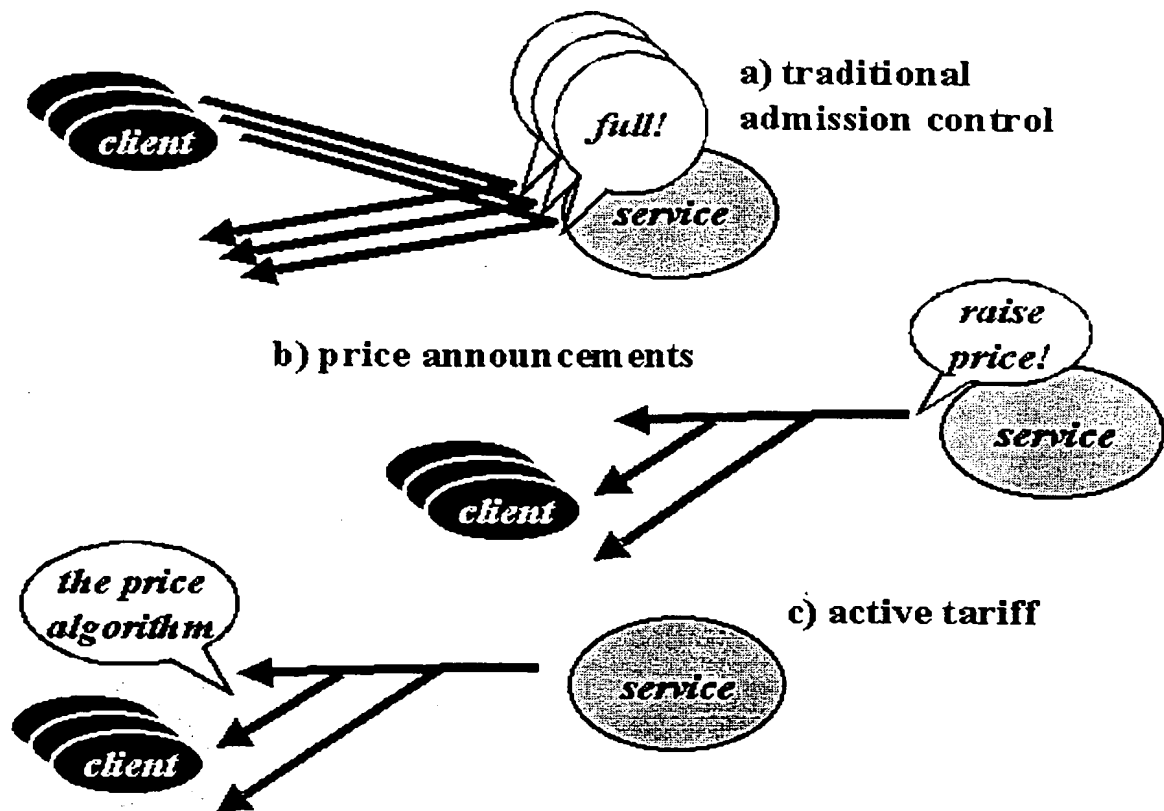 a) traditional
admission control
client
full!
service
raise
price!
b) price announcements
service
client
the price
algorithm
c) active tariff
service
client